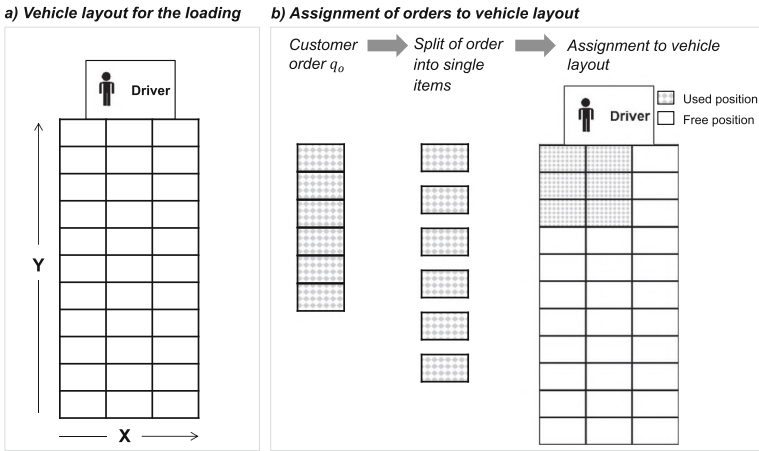 a) Vehicle layout for the loading
Driver
Y
X
b) Assignment of orders to vehicle layout
Customer
order qₒ
Split of order
into single
items
Assignment to vehicle
layout
Driver
Used position
Free position